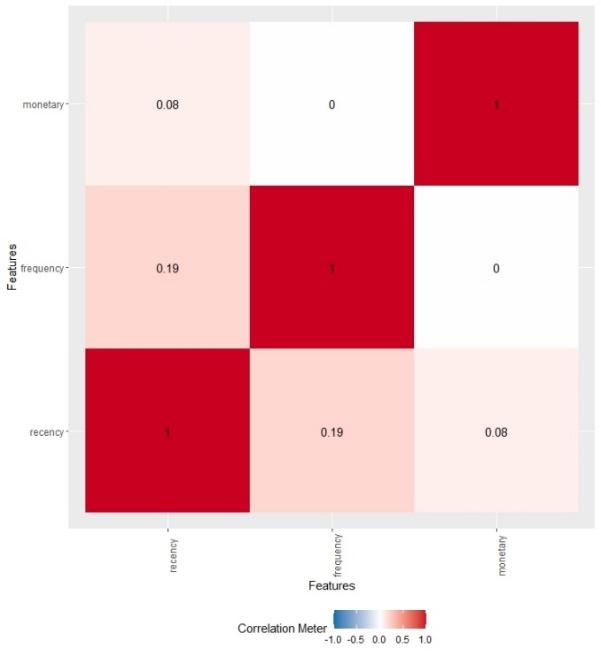 monetary
0.08
0
1
Features
frequency
0.19
1
0
recency
1
0.19
0.08
recency
frequency
monetary
Features
Correlation Meter
-1.0 -0.5 0.0 0.5 1.0